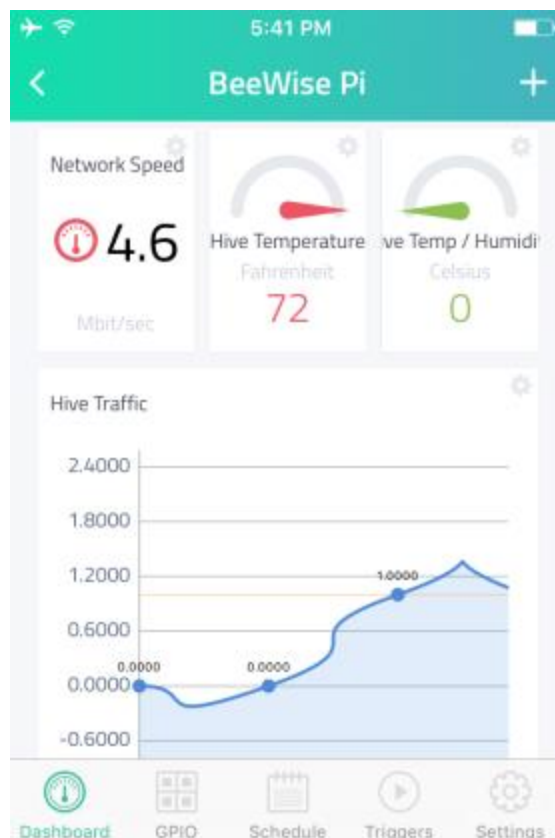 5:41 PM
BeeWise Pi
Network Speed
4.6
Mbit/sec
Hive Temperature
Fahrenheit
72
ve Temp / Humidi
Celsius
0
Hive Traffic
2.4000
1.8000
1.2000
0.6000
0.0000
-0.6000
0.0000
0.0000
1.0000
Dashboard
GPIO
Schedule
Triggers
Settings